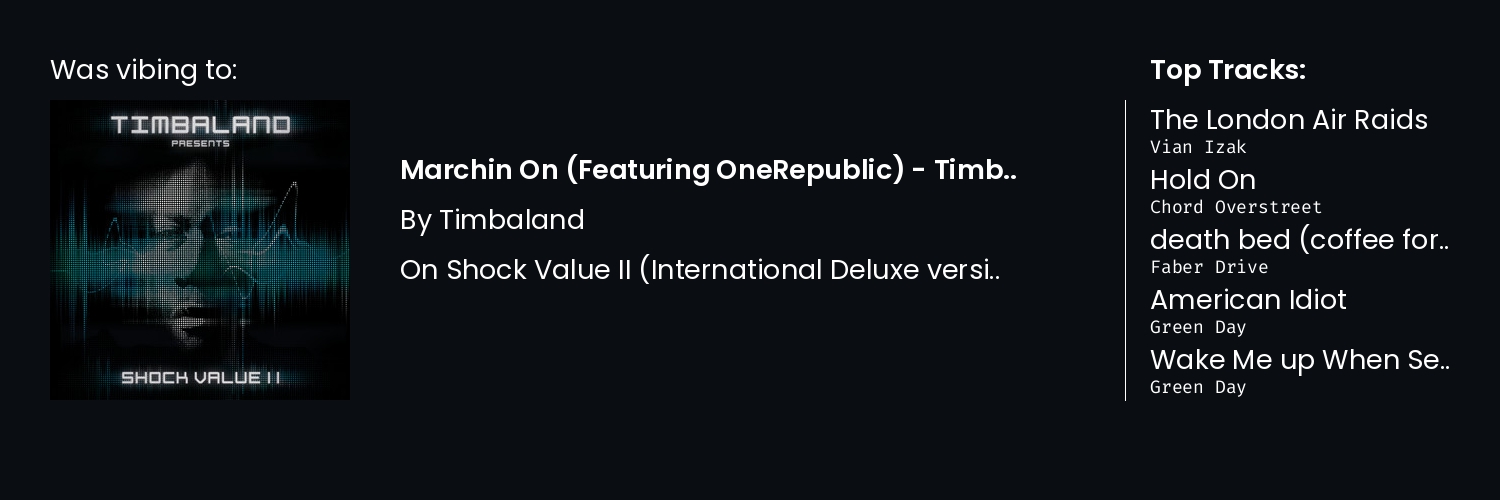 Was vibing to:
TIMBALAND
PRESENTS
SHOCK VALUE II
Marchin On (Featuring OneRepublic) - Timb..
By Timbaland
On Shock Value II (International Deluxe versi..
Top Tracks:
The London Air Raids
Vian Izak
Hold On
Chord Overstreet
death bed (coffee for..
Faber Drive
American Idiot
Green Day
Wake Me up When Se..
Green Day